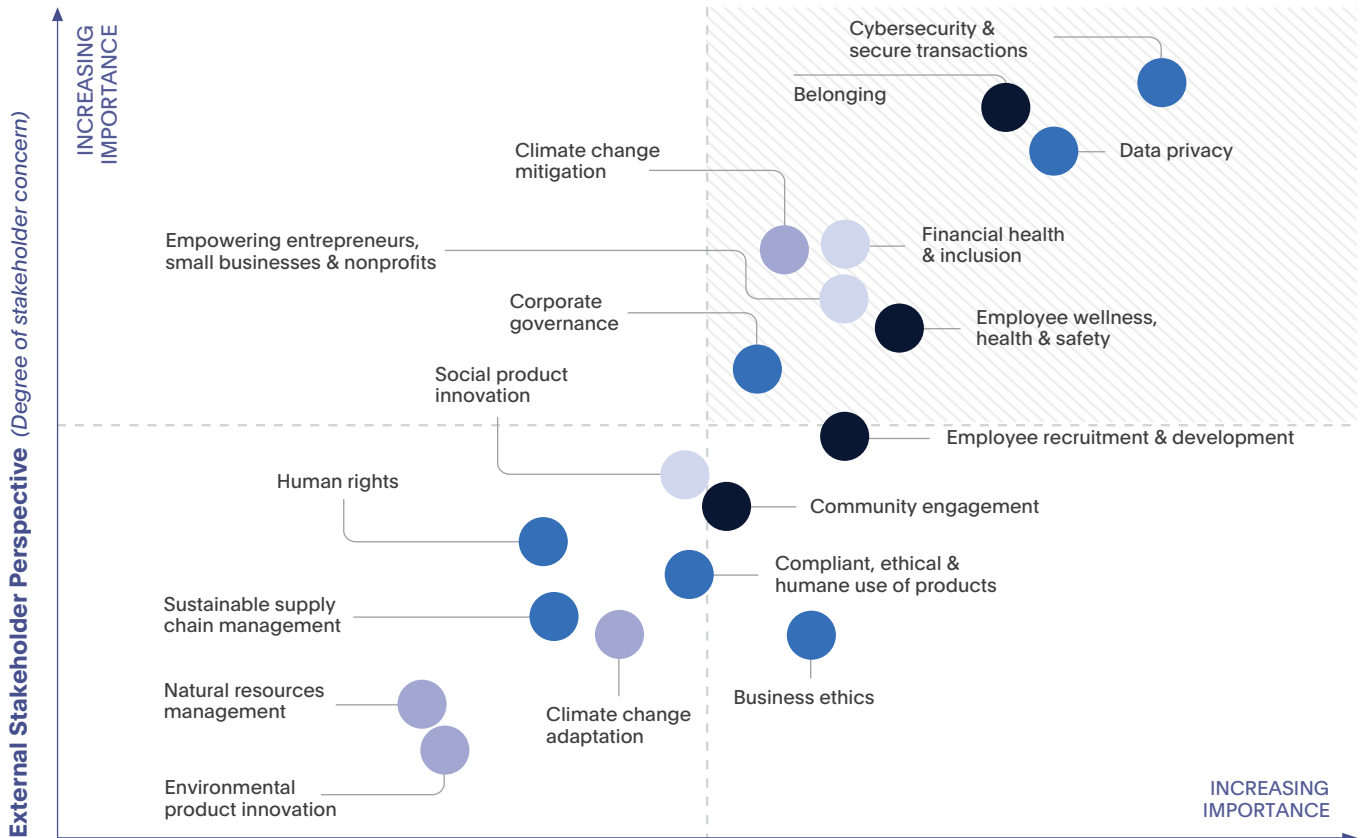 INCREASING
IMPORTANCE
External Stakeholder Perspective (Degree of stakeholder concern)
Cybersecurity &
secure transactions
Belonging
Data privacy
Climate change
mitigation
Empowering entrepreneurs,
small businesses & nonprofits
Financial health
& inclusion
Corporate
governance
Employee wellness,
health & safety
Social product
innovation
Employee recruitment & development
Human rights
Community engagement
Compliant, ethical &
humane use of products
Sustainable supply
chain management
Natural resources
management
Climate change
adaptation
Business ethics
Environmental
product innovation
INCREASING
IMPORTANCE